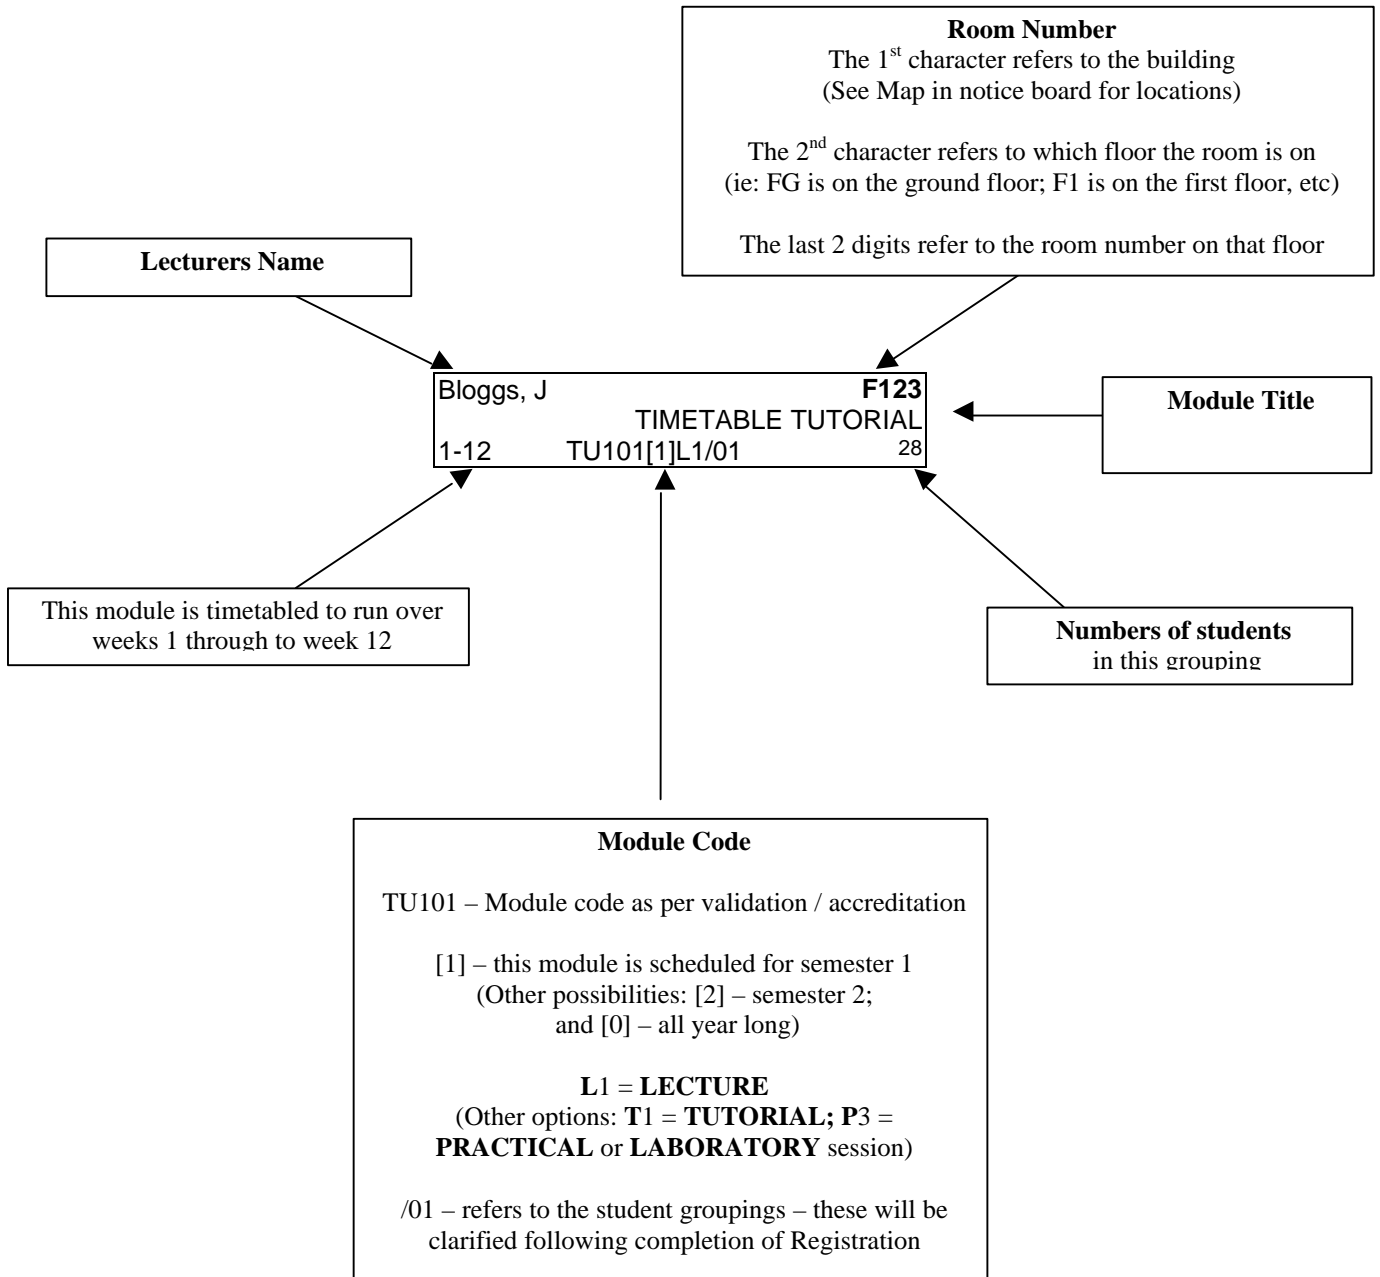 Room Number
The 1st character refers to the building
(See Map in notice board for locations)
The 2nd character refers to which floor the room is on
(ie: FG is on the ground floor; F1 is on the first floor, etc)
The last 2 digits refer to the room number on that floor
Lecturers Name
Bloggs, J F123
TIMETABLE TUTORIAL
1-12 TU101[1]L1/01 28
Module Title
This module is timetabled to run over
weeks 1 through to week 12
Numbers of students
in this grouping
Module Code
TU101 – Module code as per validation / accreditation
[1] – this module is scheduled for semester 1
(Other possibilities: [2] – semester 2;
and [0] – all year long)
L1 = LECTURE
(Other options: T1 = TUTORIAL; P3 =
PRACTICAL or LABORATORY session)
/01 – refers to the student groupings – these will be
clarified following completion of Registration